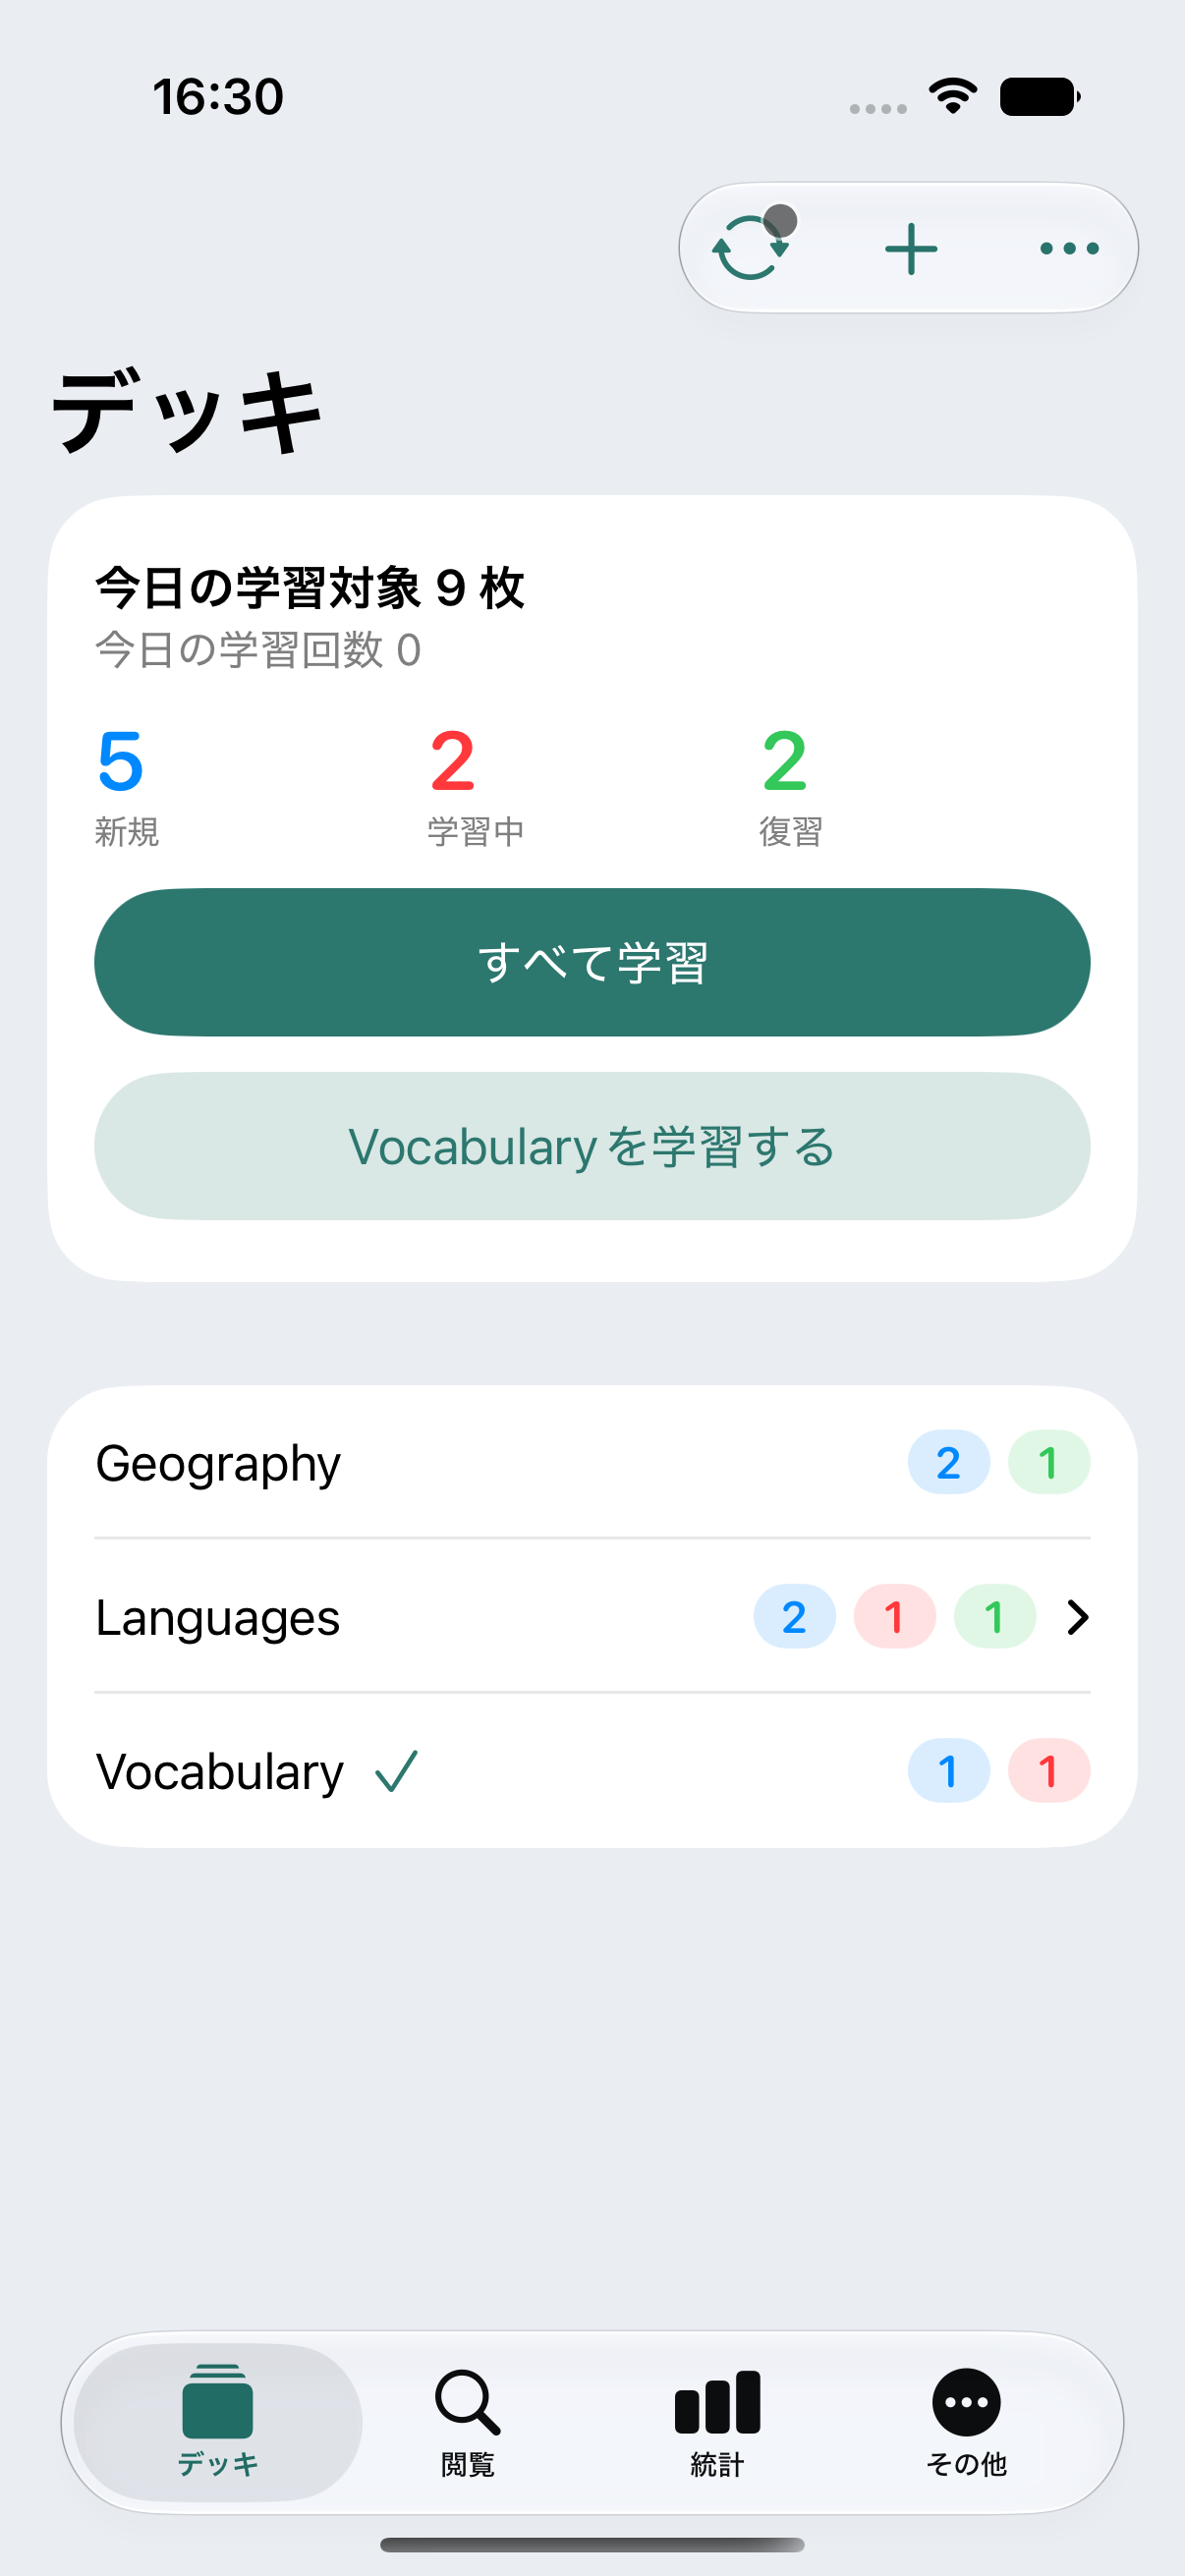 16:30
デッキ
今日の学習対象 9 枚
今日の学習回数 0
5 2 2
新規 学習中 復習
すべて学習
Vocabulary を学習する
Geography 2 1
Languages 2 1 1
Vocabulary 1 1
デッキ 閲覧 統計 その他